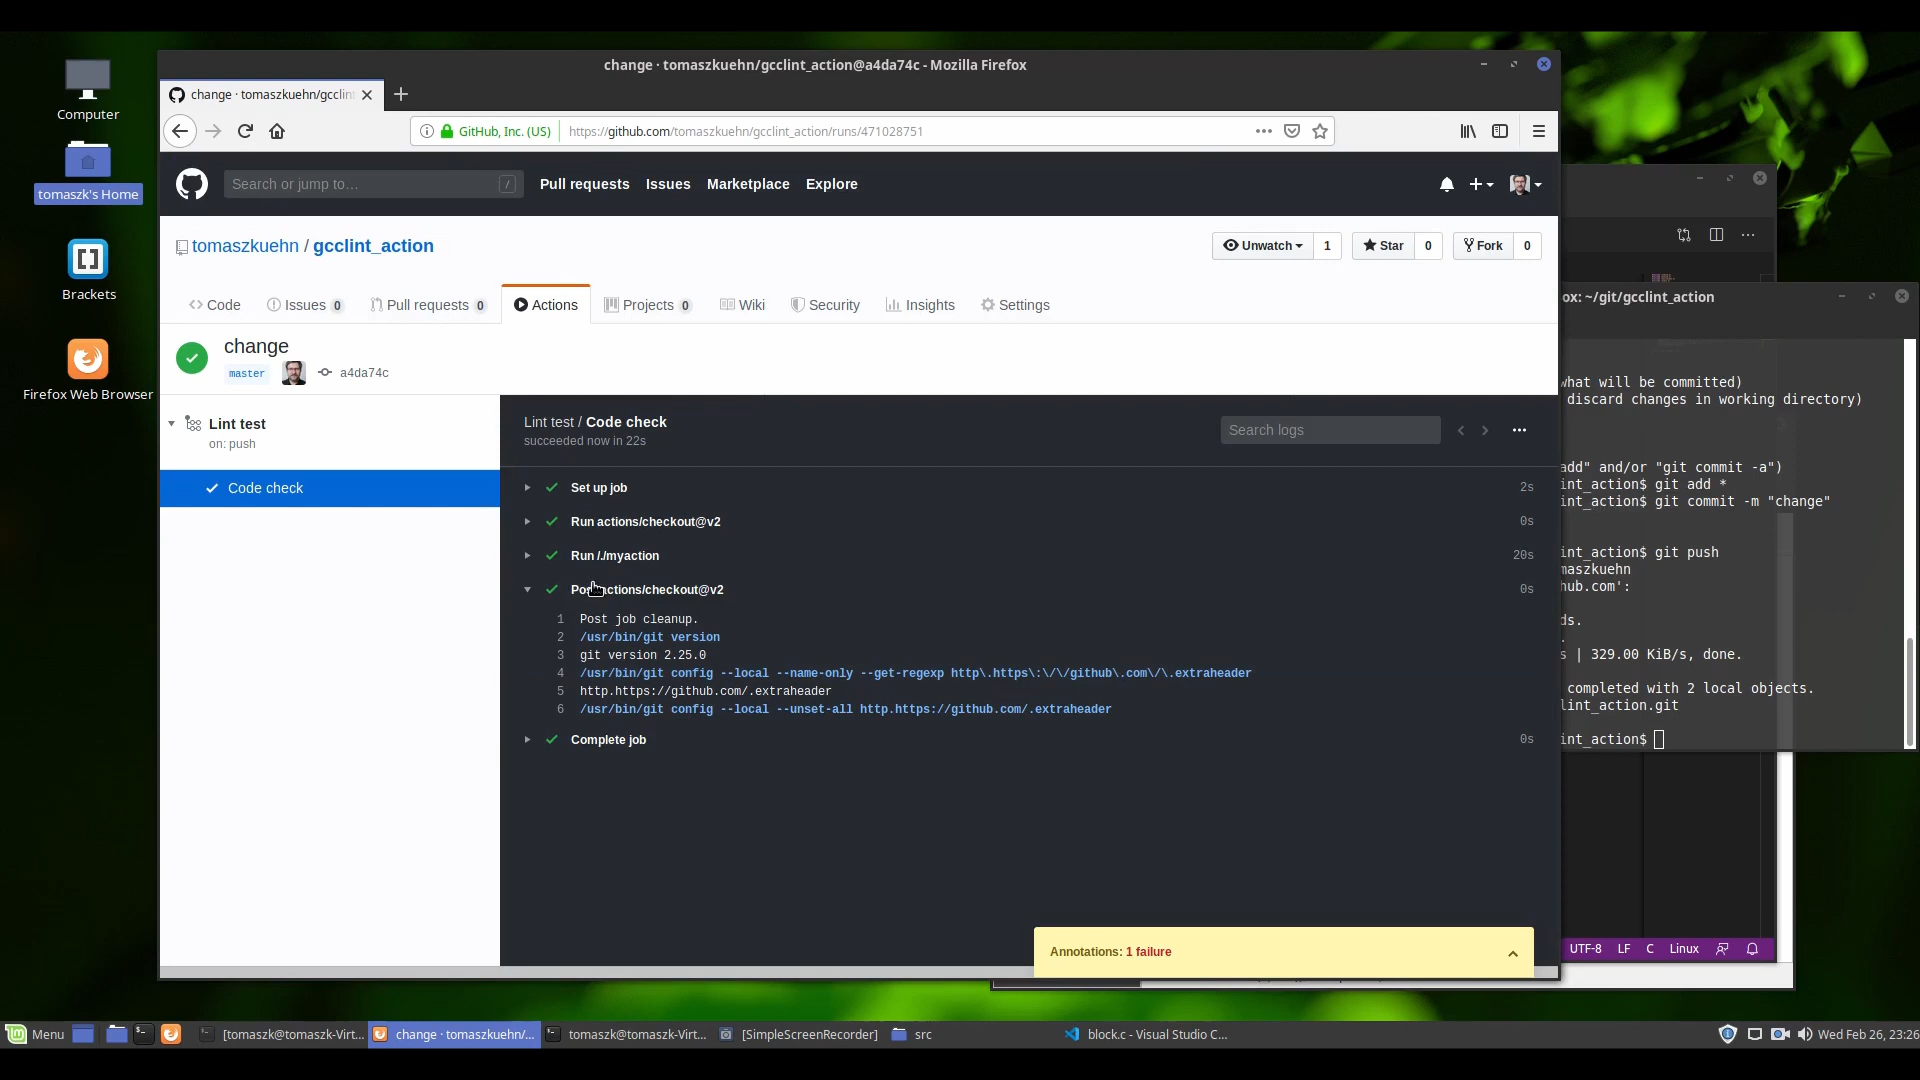 change · tomaszkuehn/gcclint_action@a4da74c - Mozilla Firefox
Computer
tomaszk's Home
Brackets
Firefox Web Browser
change · tomaszkuehn/gcclint
GitHub, Inc. (US)
https://github.com/tomaszkuehn/gcclint_action/runs/471028751
Search or jump to… /
Pull requests Issues Marketplace Explore
tomaszkuehn / gcclint_action
Unwatch 1 Star 0 Fork 0
Code Issues 0 Pull requests 0 Actions Projects 0 Wiki Security Insights Settings
change
master a4da74c
Lint test
on: push
Code check
Lint test / Code check
succeeded now in 22s
Search logs
Set up job 2s
Run actions/checkout@v2 0s
Run /./myaction 20s
Post actions/checkout@v2 0s
1 Post job cleanup.
2 /usr/bin/git version
3 git version 2.25.0
4 /usr/bin/git config --local --name-only --get-regexp http\.https\:\/\/github\.com\/\.extraheader
5 http.https://github.com/.extraheader
6 /usr/bin/git config --local --unset-all http.https://github.com/.extraheader
Complete job 0s
Annotations: 1 failure
ox: ~/git/gcclint_action
what will be committed)
discard changes in working directory)
add" and/or "git commit -a")
int_action$ git add *
int_action$ git commit -m "change"
int_action$ git push
maszkuehn
hub.com':
ds.
s | 329.00 KiB/s, done.
completed with 2 local objects.
lint_action.git
int_action$
UTF-8 LF C Linux
Menu
[tomaszk@tomaszk-Virt...
change · tomaszkuehn/...
tomaszk@tomaszk-Virt...
[SimpleScreenRecorder]
src
block.c - Visual Studio C...
Wed Feb 26, 23:26